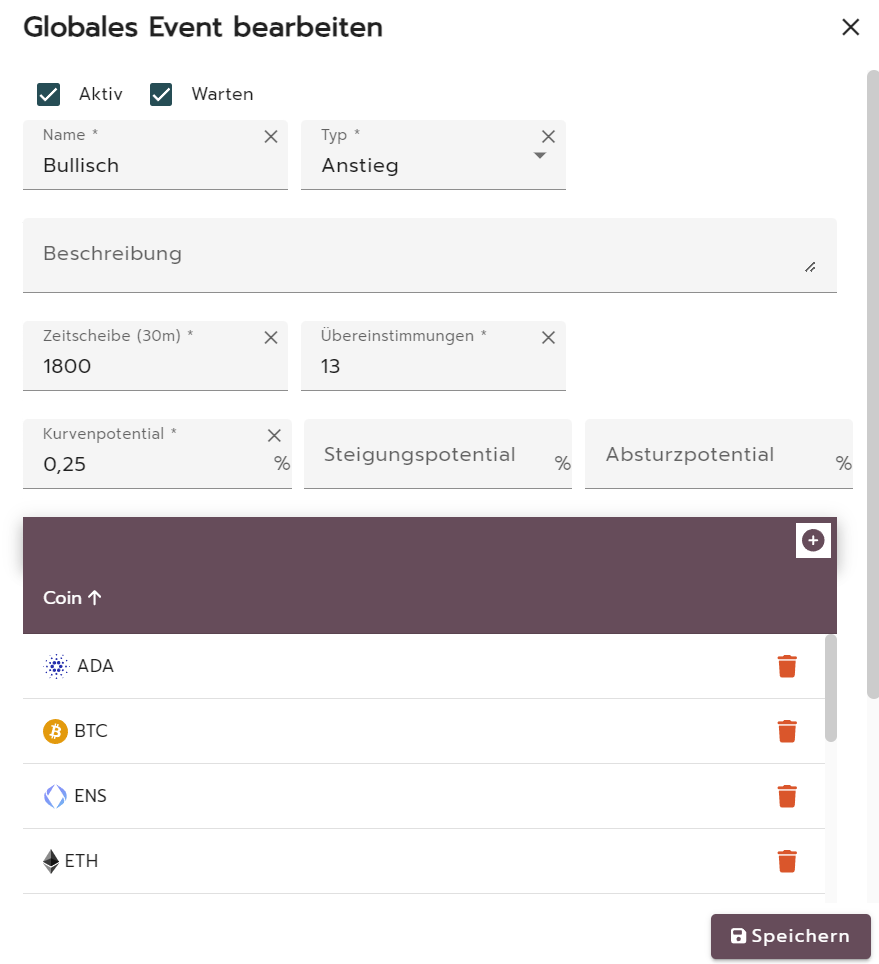 Globales Event bearbeiten
Aktiv Warten
Name * Typ *
Bullisch Anstieg
Beschreibung
Zeitscheibe (30m) * Übereinstimmungen *
1800 13
Kurvenpotential *
0,25 % Steigungspotential % Absturzpotential %
Coin
ADA
BTC
ENS
ETH
Speichern